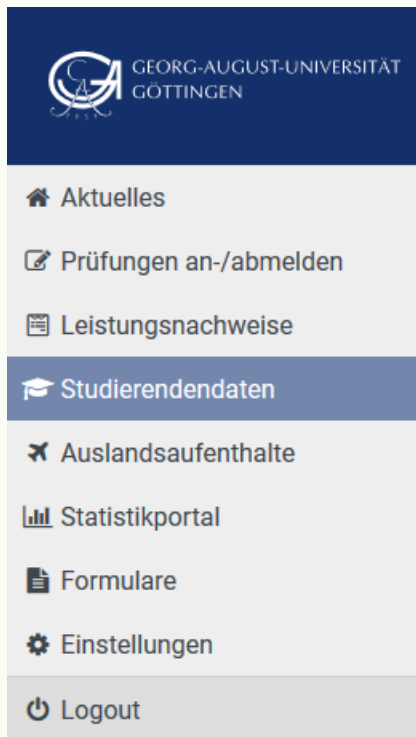 GEORG-AUGUST-UNIVERSITÄT
GÖTTINGEN
Aktuelles
Prüfungen an-/abmelden
Leistungsnachweise
Studierendendaten
Auslandsaufenthalte
Statistikportal
Formulare
Einstellungen
Logout